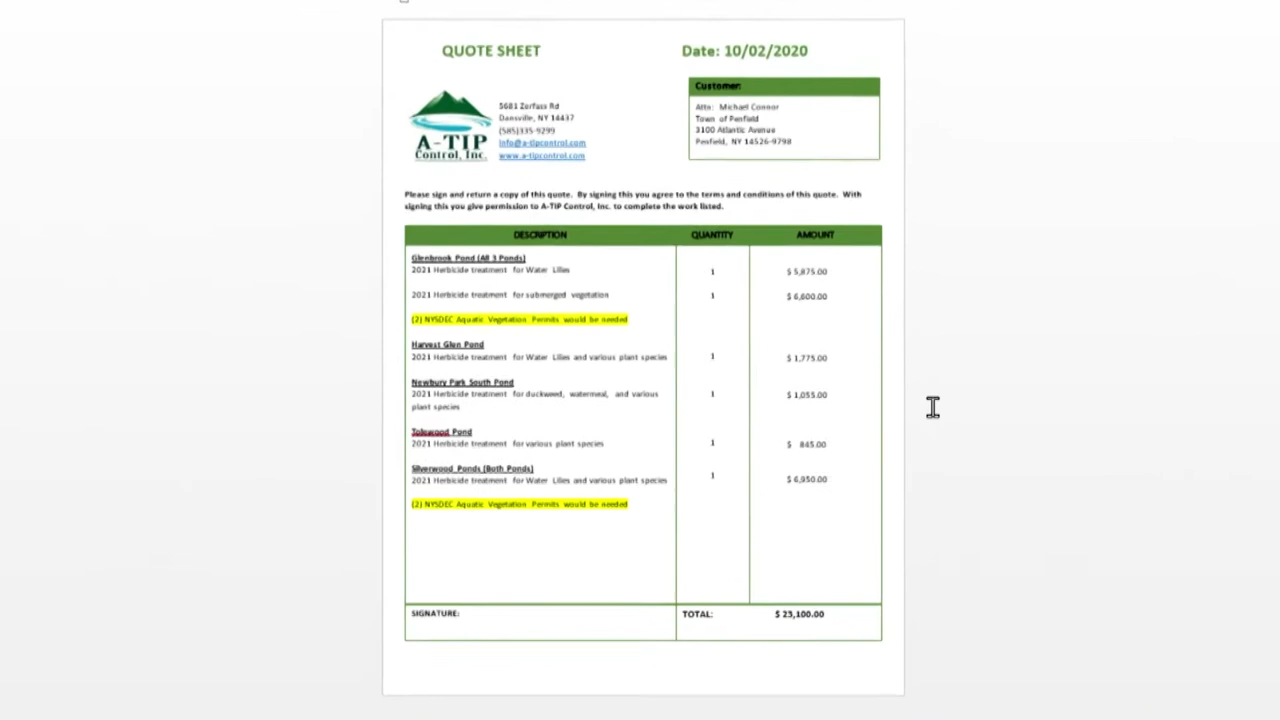 QUOTE SHEET
Date: 10/02/2020
A-TIP
Control, Inc.
5681 Zerfass Rd
Dansville, NY 14437
(585)335-9299
info@a-tipcontrol.com
www.a-tipcontrol.com
Customer:
Attn: Michael Connor
Town of Penfield
3100 Atlantic Avenue
Penfield, NY 14526-9798
Please sign and return a copy of this quote. By signing this you agree to the terms and conditions of this quote. With
signing this you give permission to A-TIP Control, Inc. to complete the work listed.
DESCRIPTION QUANTITY AMOUNT
Glenbrook Pond (All 3 Ponds)
2021 Herbicide treatment for Water Lilies 1 $ 5,875.00
2021 Herbicide treatment for submerged vegetation 1 $ 6,600.00
(2) NYSDEC Aquatic Vegetation Permits would be needed
Harvest Glen Pond
2021 Herbicide treatment for Water Lilies and various plant species 1 $ 1,775.00
Newbury Park South Pond
2021 Herbicide treatment for duckweed, watermeal, and various 1 $ 1,055.00
plant species
Pond
2021 Herbicide treatment for various plant species 1 $ 845.00
Silverwood Ponds (Both Ponds)
2021 Herbicide treatment for Water Lilies and various plant species 1 $ 6,950.00
(2) NYSDEC Aquatic Vegetation Permits would be needed
SIGNATURE: TOTAL: $ 23,100.00